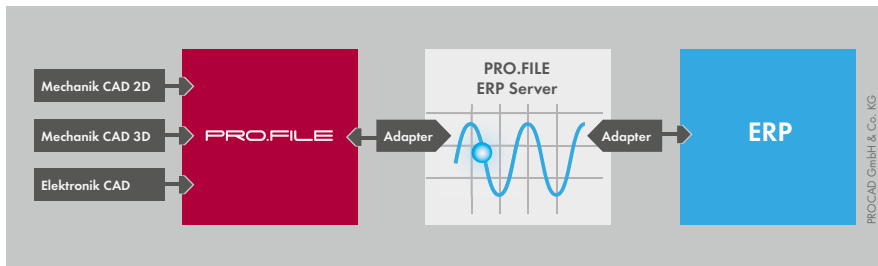 Mechanik CAD 2D
Mechanik CAD 3D
Elektronik CAD
PRO.FILE
Adapter
PRO.FILE
ERP Server
Adapter
ERP
PROCAD GmbH & Co. KG